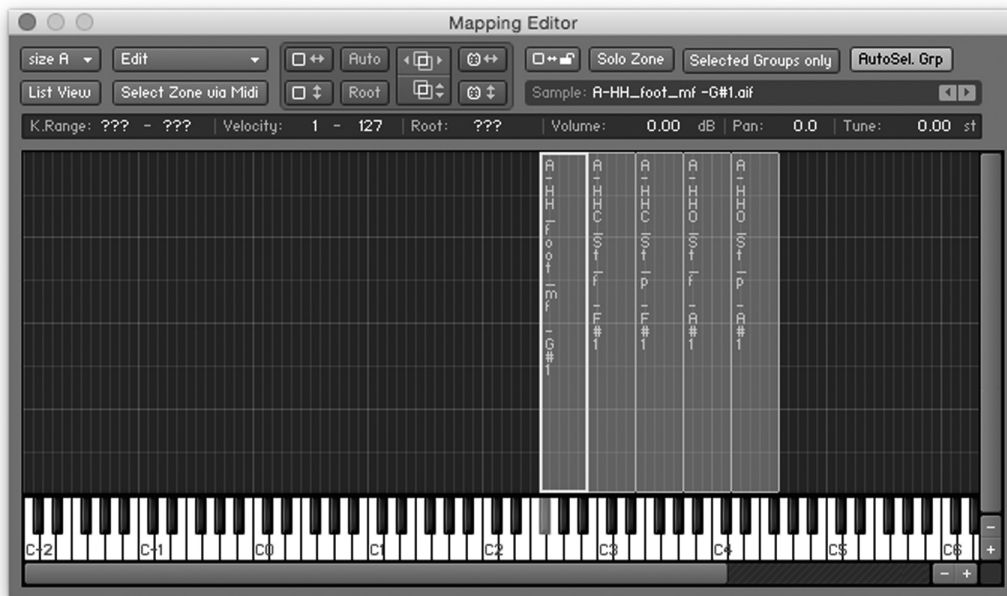 Mapping Editor
size A Edit Auto Solo Zone Selected Groups only AutoSel. Grp
List View Select Zone via Midi Root Sample: A-HH_foot_mf -G#1.aif
K.Range: ??? - ??? Velocity: 1 - 127 Root: ??? Volume: 0.00 dB Pan: 0.0 Tune: 0.00 st
A-HH_foot_mf -G#1
A-HHC_St_f -F#1
A-HHC_St_p -F#1
A-HHO_St_f -A#1
A-HHO_St_p -A#1
C-2 C-1 C0 C1 C2 C3 C4 C5 C6